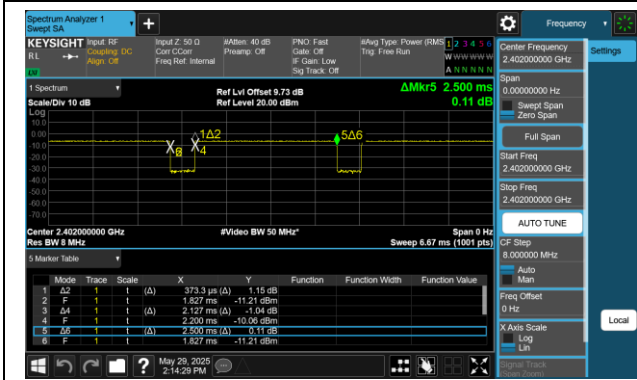 Spectrum Analyzer 1
Swept SA
+
Frequency
KEYSIGHT Input: RF
RL
Coupling: DC
Align: Off
LW
Input Z: 50 Ω
Corr CCorr
Freq Ref: Internal
#Atten: 40 dB
Preamp: Off
PNO: Fast
Gate: Off
IF Gain: Low
Sig Track: Off
#Avg Type: Power (RMS
Trig: Free Run
1 2 3 4 5 6
W W W W W W
A N N N N N
1 Spectrum
Scale/Div 10 dB
Ref Lvl Offset 9.73 dB
Ref Level 20.00 dBm
ΔMkr5 2.500 ms
0.11 dB
Log
10.0
0.00
-10.0
-20.0
-30.0
-40.0
-50.0
-60.0
-70.0
1Δ2
4
5Δ6
Center 2.402000000 GHz
Res BW 8 MHz
#Video BW 50 MHz*
Span 0 Hz
Sweep 6.67 ms (1001 pts)
5 Marker Table
Mode Trace Scale X Y Function Function Width Function Value
1 Δ2 1 t (Δ) 373.3 µs (Δ) 1.15 dB
2 F 1 t 1.827 ms -11.21 dBm
3 Δ4 1 t (Δ) 2.127 ms (Δ) -1.04 dB
4 F 1 t 2.200 ms -10.06 dBm
5 Δ6 1 t (Δ) 2.500 ms (Δ) 0.11 dB
6 F 1 t 1.827 ms -11.21 dBm
?
May 29, 2025
2:14:29 PM
Center Frequency
2.402000000 GHz
Settings
Span
0.00000000 Hz
Swept Span
Zero Span
Full Span
Start Freq
2.402000000 GHz
Stop Freq
2.402000000 GHz
AUTO TUNE
CF Step
8.000000 MHz
Auto
Man
Freq Offset
0 Hz
X Axis Scale
Log
Lin
Local
Signal Track
(Span Zoom)